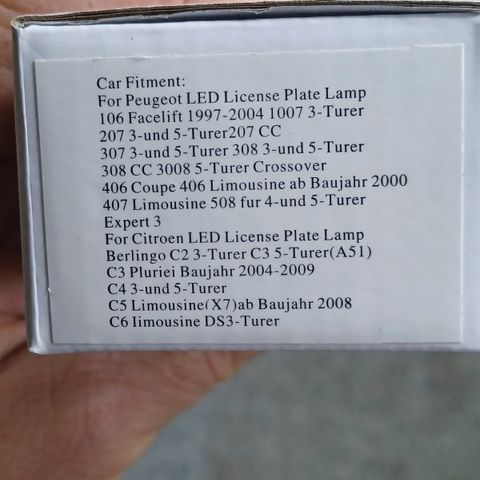 Car Fitment:
For Peugeot LED License Plate Lamp
106 Facelift 1997-2004 1007 3-Turer
207 3-und 5-Turer207 CC
307 3-und 5-Turer 308 3-und 5-Turer
308 CC 3008 5-Turer Crossover
406 Coupe 406 Limousine ab Baujahr 2000
407 Limousine 508 fur 4-und 5-Turer
Expert 3
For Citroen LED License Plate Lamp
Berlingo C2 3-Turer C3 5-Turer(A51)
C3 Pluriei Baujahr 2004-2009
C4 3-und 5-Turer
C5 Limousine(X7)ab Baujahr 2008
C6 Iimousine DS3-Turer